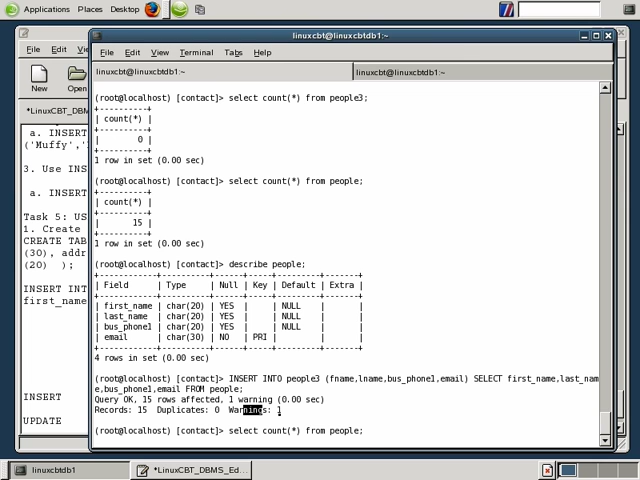 Applications Places Desktop
linuxcbt@linuxcbtdb1:~
File Edit Vi
File Edit View Terminal Tabs Help
New Open
linuxcbt@linuxcbtdb1:~ linuxcbt@linuxcbtdb1:~
*LinuxCBT_DBM
a. INSERT
('Muffy','
3. Use INS
a. INSERT
Task 5: US
1. Create
CREATE TAB
(30), addr
(20) );
INSERT INT
first_name
INSERT
UPDATE
(root@localhost) [contact]> select count(*) from people3;
+----------+
| count(*) |
+----------+
| 0 |
+----------+
1 row in set (0.00 sec)
(root@localhost) [contact]> select count(*) from people;
+----------+
| count(*) |
+----------+
| 15 |
+----------+
1 row in set (0.00 sec)
(root@localhost) [contact]> describe people;
+------------+----------+------+-----+---------+-------+
| Field | Type | Null | Key | Default | Extra |
+------------+----------+------+-----+---------+-------+
| first_name | char(20) | YES | | NULL | |
| last_name | char(20) | YES | | NULL | |
| bus_phone1 | char(20) | YES | | NULL | |
| email | char(30) | NO | PRI | | |
+------------+----------+------+-----+---------+-------+
4 rows in set (0.00 sec)
(root@localhost) [contact]> INSERT INTO people3 (fname,lname,bus_phone1,email) SELECT first_name,last_nam
e,bus_phone1,email FROM people;
Query OK, 15 rows affected, 1 warning (0.00 sec)
Records: 15 Duplicates: 0 Warnings: 1
(root@localhost) [contact]> select count(*) from people;
linuxcbtdb1 *LinuxCBT_DBMS_Ed...